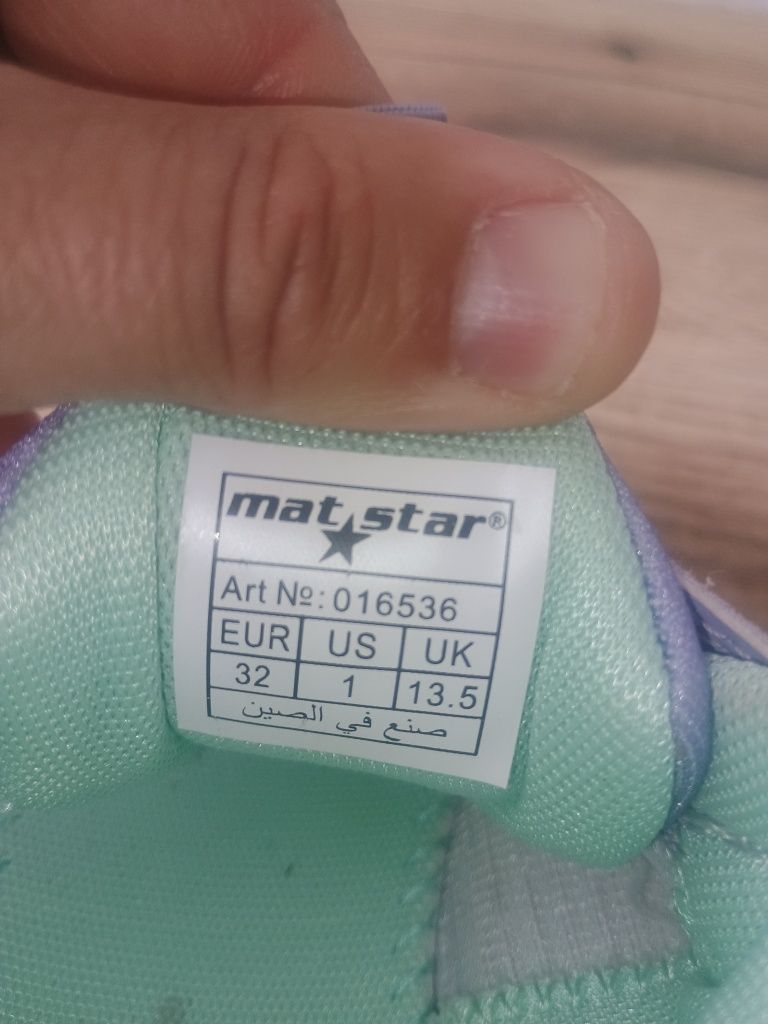 mat star®
Art Nº: 016536
EUR US UK
32 1 13.5
صنع في الصين